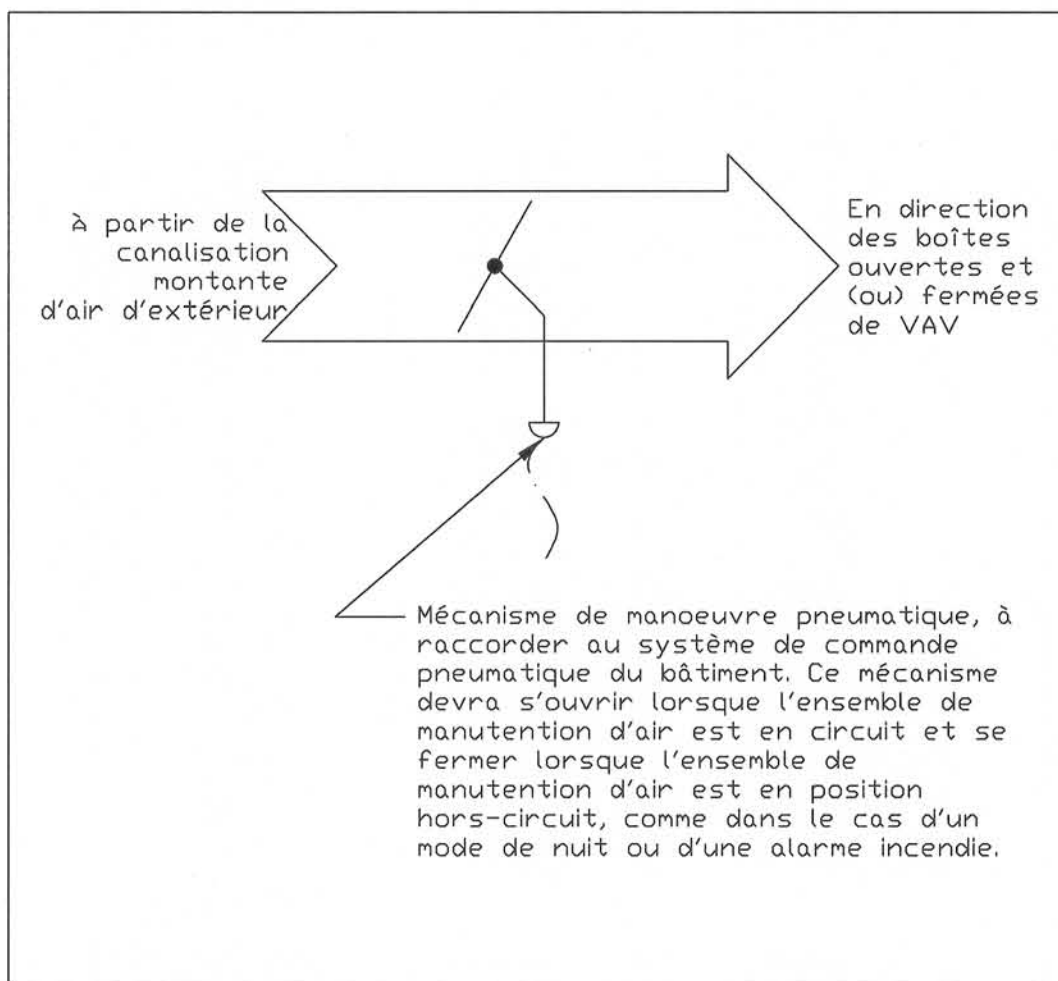 À partir de la
canalisation
montante
d'air d'extérieur
En direction
des boîtes
ouvertes et
(ou) fermées
de VAV
Mécanisme de manoeuvre pneumatique, à
raccorder au système de commande
pneumatique du bâtiment. Ce mécanisme
devra s'ouvrir lorsque l'ensemble de
manutention d'air est en circuit et se
fermer lorsque l'ensemble de
manutention d'air est en position
hors-circuit, comme dans le cas d'un
mode de nuit ou d'une alarme incendie.